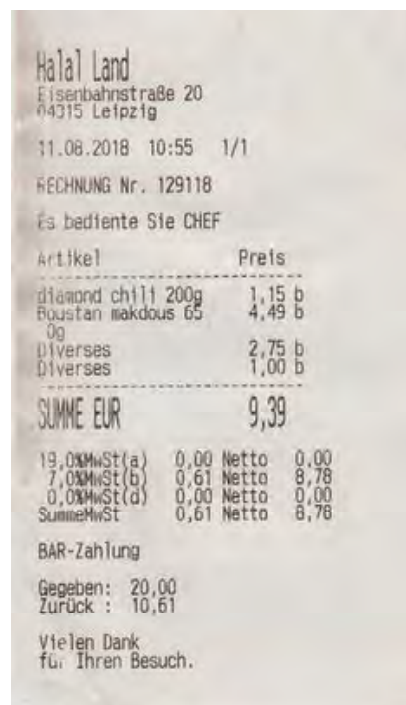 Halal Land
Eisenbahnstraße 20
04315 Leipzig
11.08.2018 10:55 1/1
RECHNUNG Nr. 129118
Es bediente Sie CHEF
Artikel Preis
diamond chili 200g 1,15 b
Boustan makdous 65 4,49 b
0g
Diverses 2,75 b
Diverses 1,00 b
SUMME EUR 9,39
19,0%MwSt(a) 0,00 Netto 0,00
7,0%MwSt(b) 0,61 Netto 8,78
0,0%MwSt(d) 0,00 Netto 0,00
SummeMwSt 0,61 Netto 8,78
BAR-Zahlung
Gegeben: 20,00
Zurück : 10,61
Vielen Dank
für Ihren Besuch.